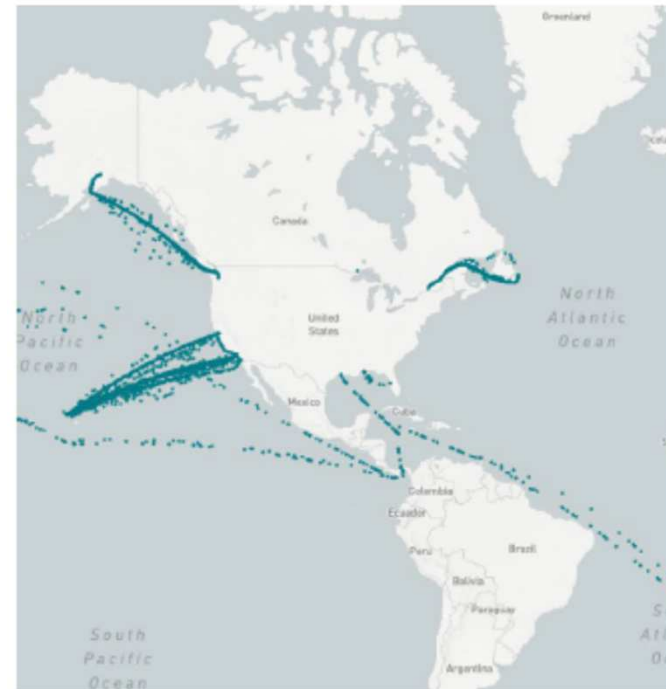 Greenland
Canada
North
Atlantic
Ocean
United
States
North
Pacific
Ocean
Mexico
Cuba
Colombia
Ecuador
Brazil
Peru
Bolivia
Paraguay
South
Pacific
Ocean
Argentina